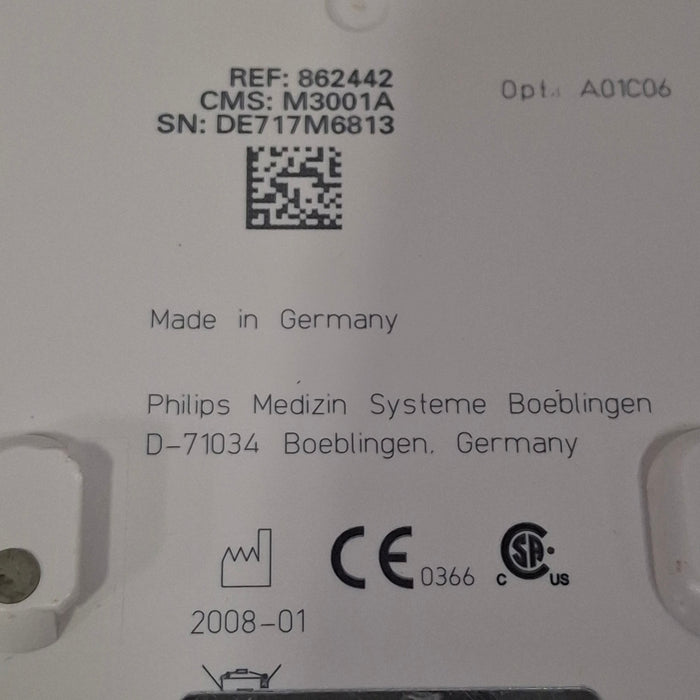 REF: 862442
CMS: M3001A
SN: DE717M6813
Opt.: A01C06
Made in Germany
Philips Medizin Systeme Boeblingen
D-71034 Boeblingen, Germany
CE 0366
C SA US
2008-01